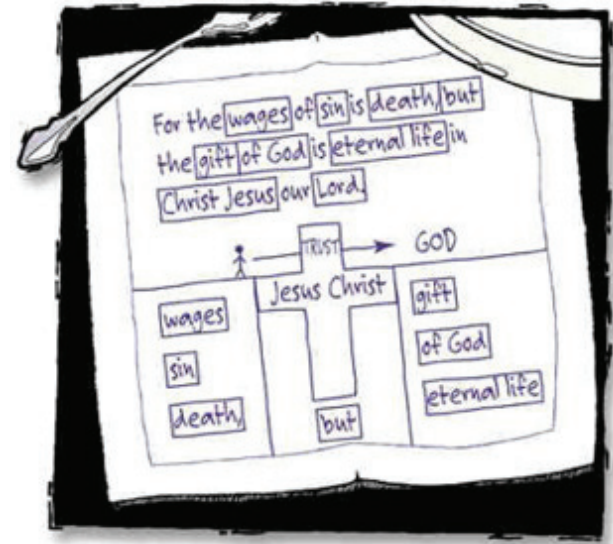 For the wages of sin is death, but
the gift of God is eternal life in
Christ Jesus our Lord.
TRUST
GOD
Jesus Christ
wages
sin
death,
but
gift
of God
eternal life